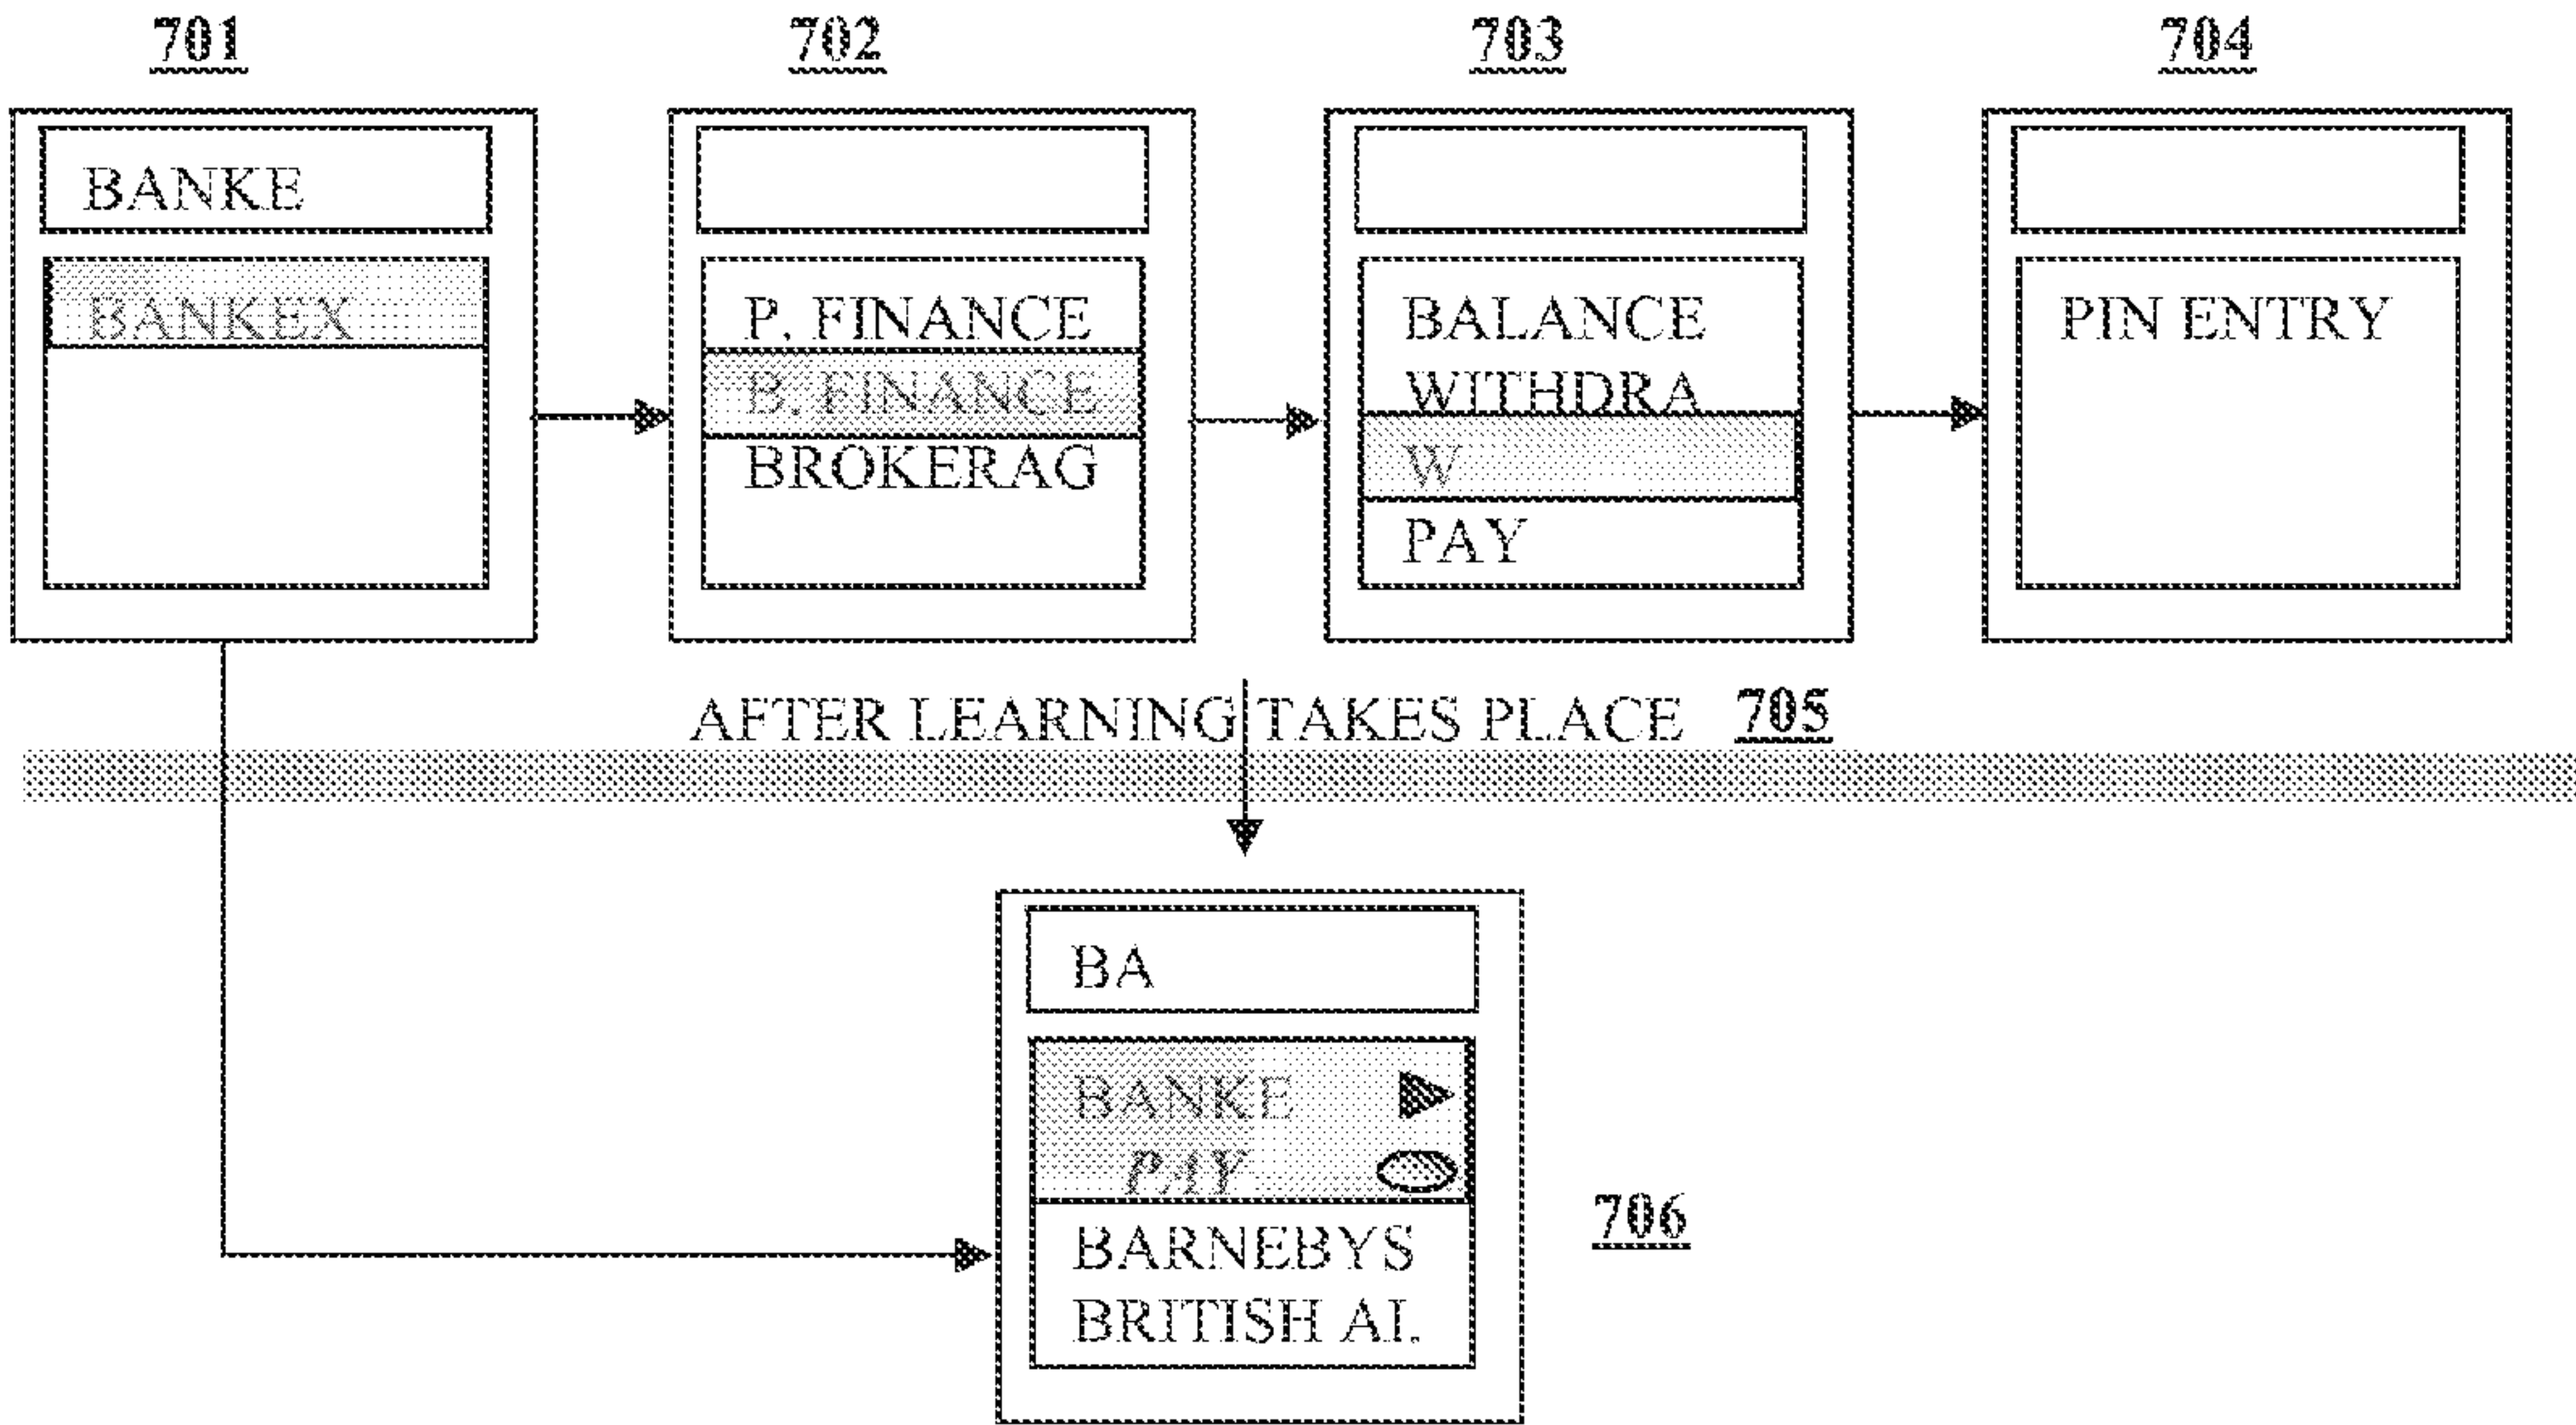 701
702
703
704
BANKE
BANKEX
P. FINANCE
B. FINANCE
BROKERAG
BALANCE
WITHDRA
W
PAY
PIN ENTRY
AFTER LEARNING TAKES PLACE 705
BA
BANKE
PAY
BARNEBYS
BRITISH AI.
706